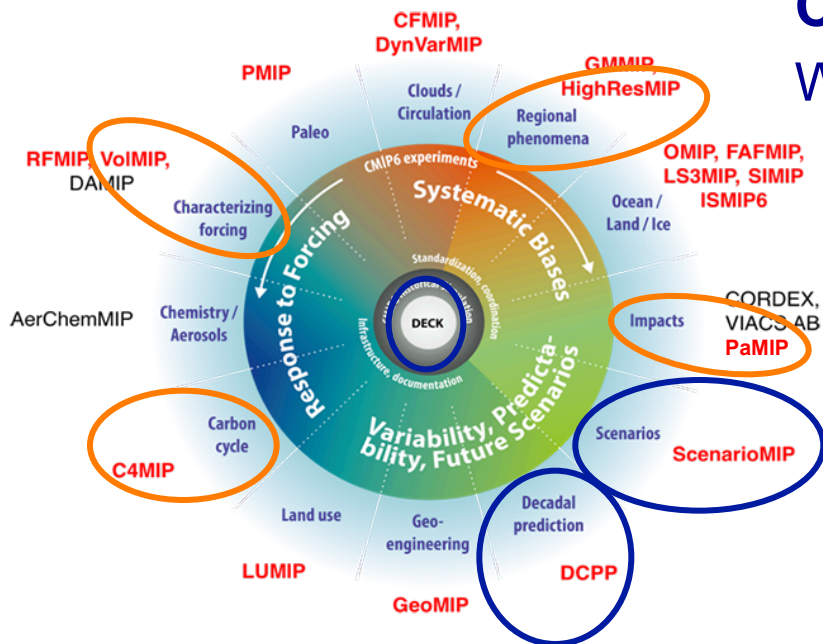 CFMIP,
DynVarMIP
GMMIP,
HighResMIP
W
PMIP
Clouds /
Circulation
Regional
phenomena
Paleo
OMIP, FAFMIP,
LS3MIP, SIMIP
ISMIP6
RFMIP, VolMIP,
DAMIP
CMIP6 experiments
Systematic Biases
Characterizing
forcing
Ocean /
Land / Ice
Response to Forcing
Standardization, coordination
Chemistry /
Aerosols
AerChemMIP
DECK
Impacts
CORDEX,
VIACS AB
PaMIP
Infrastructure, documentation
Variability, Predicta-
bility, Future Scenarios
Carbon
cycle
C4MIP
Scenarios
ScenarioMIP
Land use
Geo-
engineering
Decadal
prediction
LUMIP
GeoMIP
DCPP